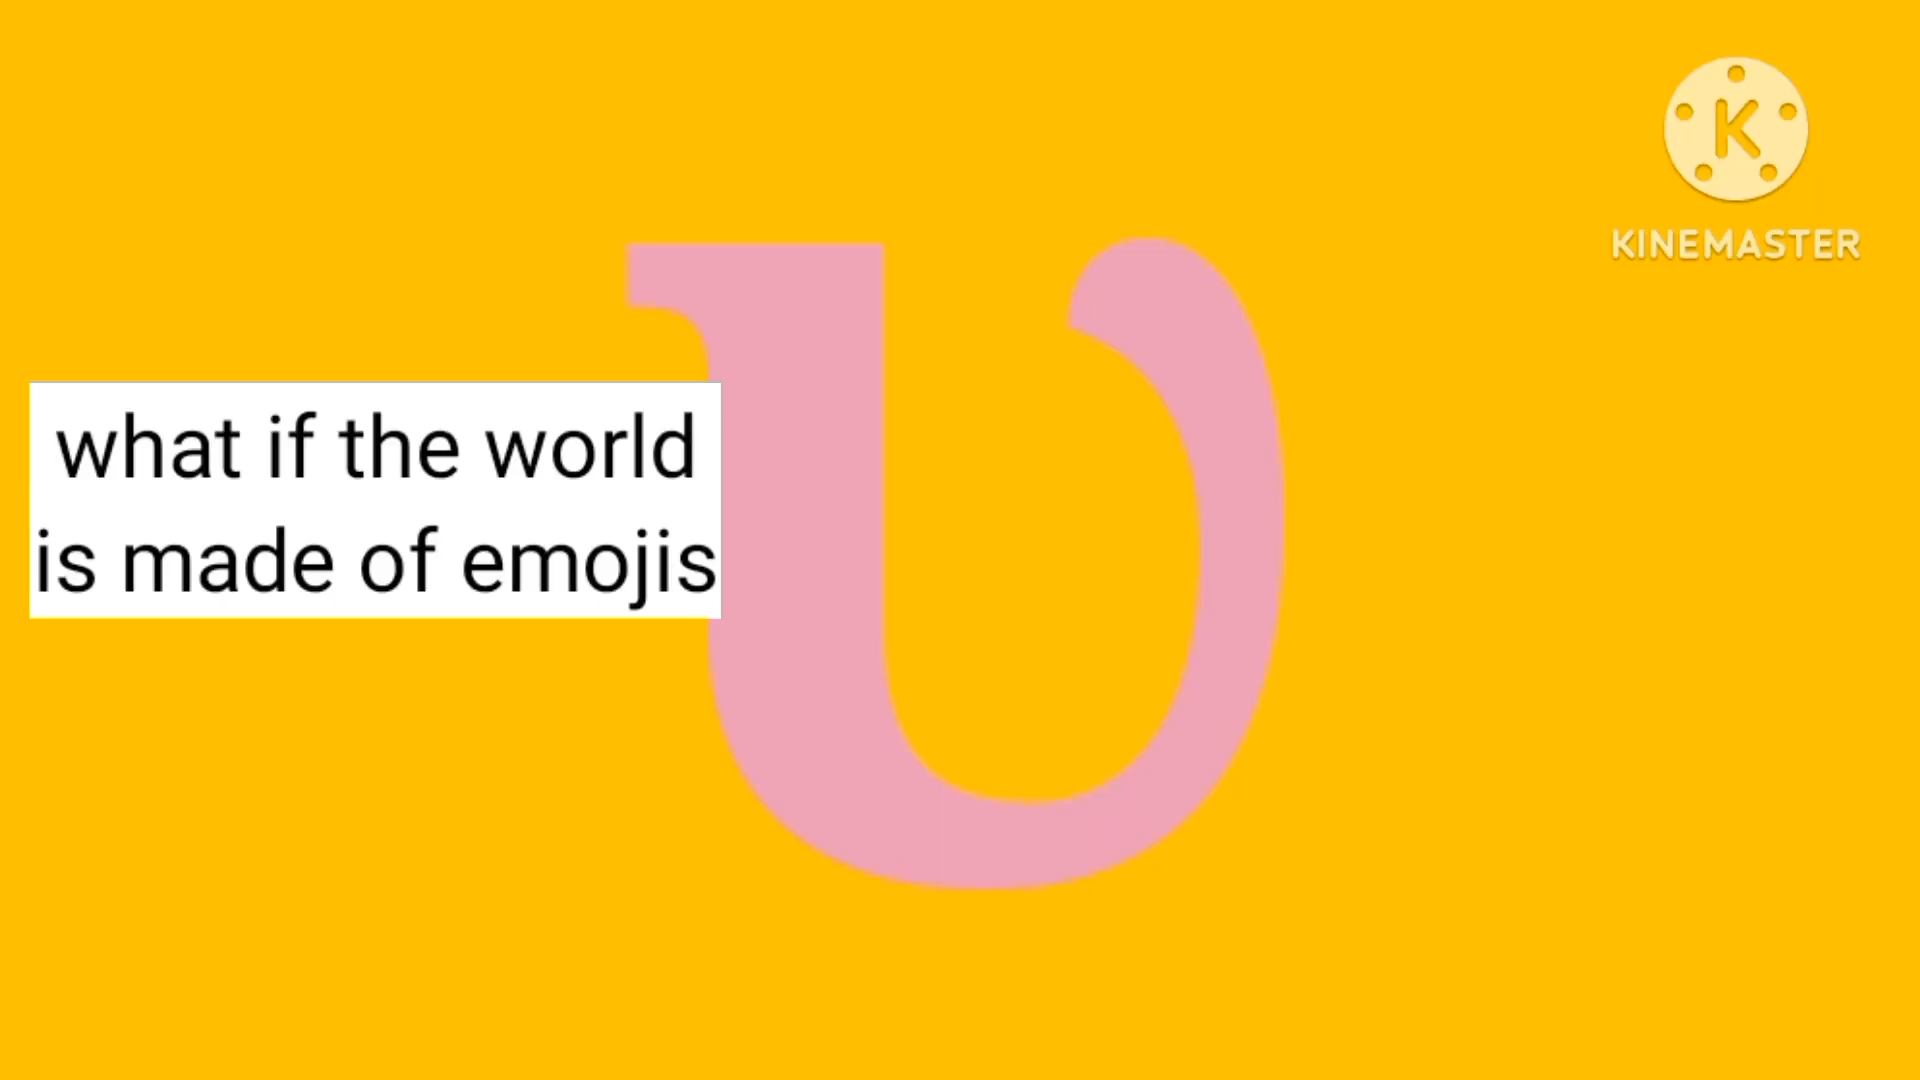 K
KINEMASTER
what if the world
is made of emojis
υ